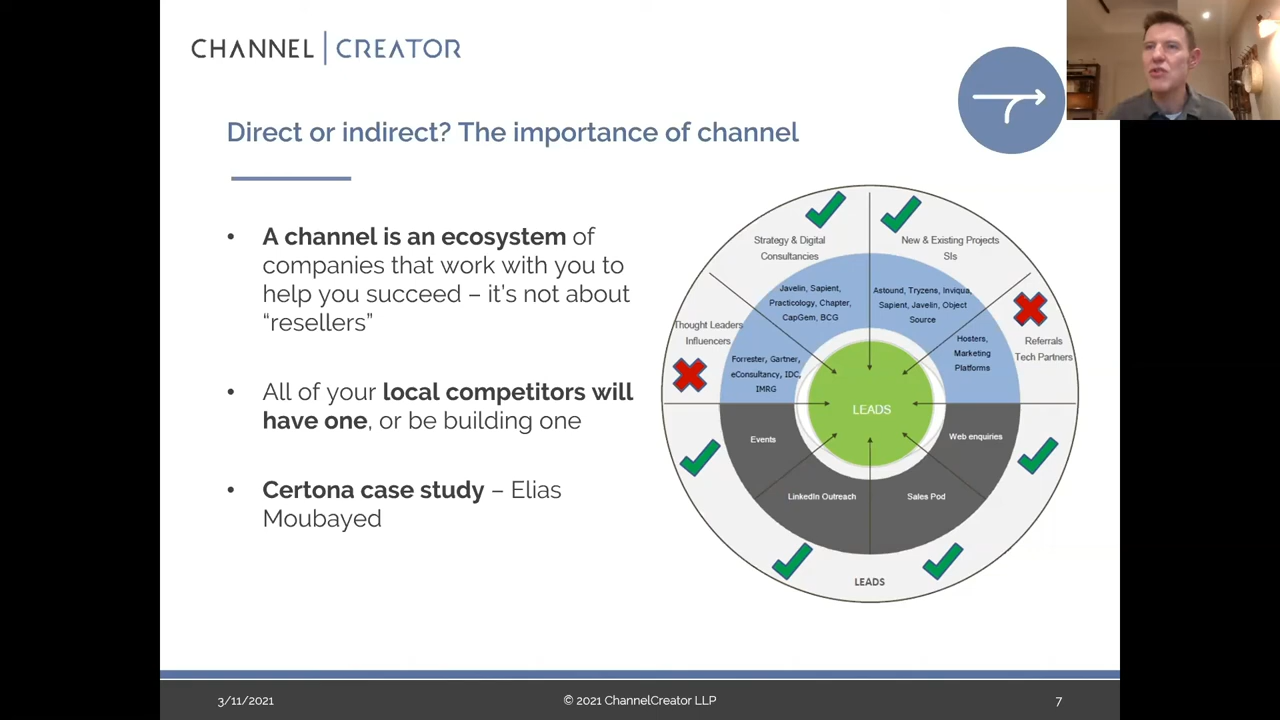 CHANNEL | CREATOR
Direct or indirect? The importance of channel
• A channel is an ecosystem of
companies that work with you to
help you succeed – it's not about
“resellers”
• All of your local competitors will
have one, or be building one
• Certona case study – Elias
Moubayed
Strategy & Digital
Consultancies
New & Existing Projects
SIs
Javelin, Sapient,
Practicology, Chapter,
CapGem, BCG
Astound, Tryzens, Inviqua,
Sapient, Javelin, Object
Source
Thought Leaders
Influencers
Forrester, Gartner,
eConsultancy, IDC,
IMRG
Hosters,
Marketing
Platforms
Referrals
Tech Partners
LEADS
Events
Web enquiries
LinkedIn Outreach
Sales Pod
LEADS
3/11/2021
© 2021 ChannelCreator LLP
7